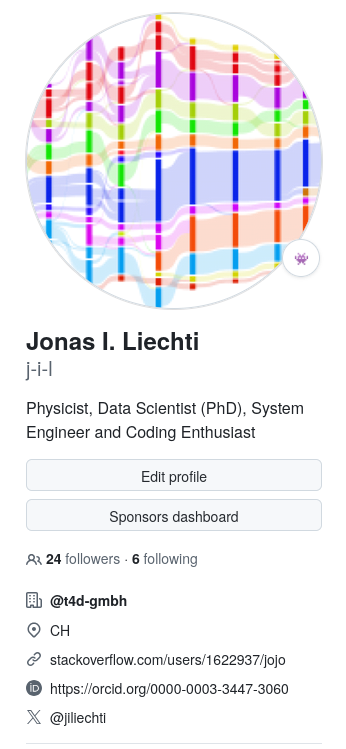 Jonas I. Liechti
j-i-l
Physicist, Data Scientist (PhD), System
Engineer and Coding Enthusiast
Edit profile
Sponsors dashboard
24 followers · 6 following
@t4d-gmbh
CH
stackoverflow.com/users/1622937/jojo
iD https://orcid.org/0000-0003-3447-3060
@jiliechti